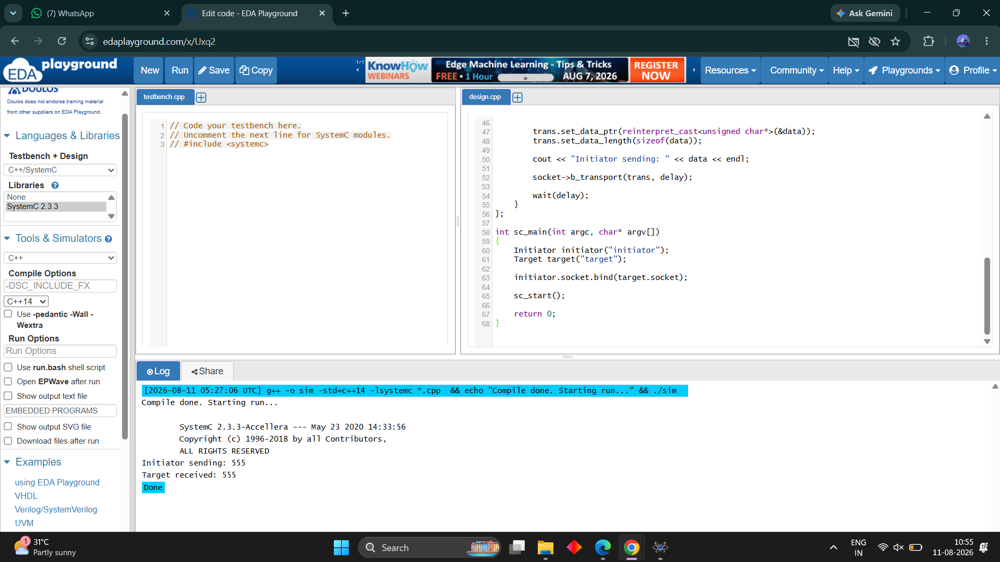 (7) WhatsApp
Edit code - EDA Playground
Ask Gemini
edaplayground.com/x/Uxq2
EDA playground
New
Run
Save
Copy
1/1
KnowHow WEBINARS
Edge Machine Learning - Tips & Tricks
FREE • 1 Hour
AUG 7, 2026
REGISTER NOW
Resources
Community
Help
Playgrounds
Profile
DOULOS
Doulos does not endorse training material
from other suppliers on EDA Playground.
Languages & Libraries
Testbench + Design
C++/SystemC
Libraries
None
SystemC 2.3.3
Tools & Simulators
C++
Compile Options
-DSC_INCLUDE_FX
C++14
Use -pedantic -Wall -
Wextra
Run Options
Run Options
Use run.bash shell script
Open EPWave after run
Show output text file
EMBEDDED PROGRAMS
Show output SVG file
Download files after run
Examples
using EDA Playground
VHDL
Verilog/SystemVerilog
UVM
testbench.cpp
1 // Code your testbench here.
2 // Uncomment the next line for SystemC modules.
3 // #include <systemc>
design.cpp
46
47 trans.set_data_ptr(reinterpret_cast<unsigned char*>(&data));
48 trans.set_data_length(sizeof(data));
49
50 cout << "Initiator sending: " << data << endl;
51
52 socket->b_transport(trans, delay);
53
54 wait(delay);
55 }
56 };
57
58 int sc_main(int argc, char* argv[])
59 {
60 Initiator initiator("initiator");
61 Target target("target");
62
63 initiator.socket.bind(target.socket);
64
65 sc_start();
66
67 return 0;
68 }
Log
Share
[2026-08-11 05:27:06 UTC] g++ -o sim -std=c++14 -lsystemc *.cpp && echo "Compile done. Starting run..." && ./sim
Compile done. Starting run...
SystemC 2.3.3-Accellera --- May 23 2020 14:33:56
Copyright (c) 1996-2018 by all Contributors,
ALL RIGHTS RESERVED
Initiator sending: 555
Target received: 555
Done
1
31°C
Partly sunny
Search
ENG
IN
10:55
11-08-2026